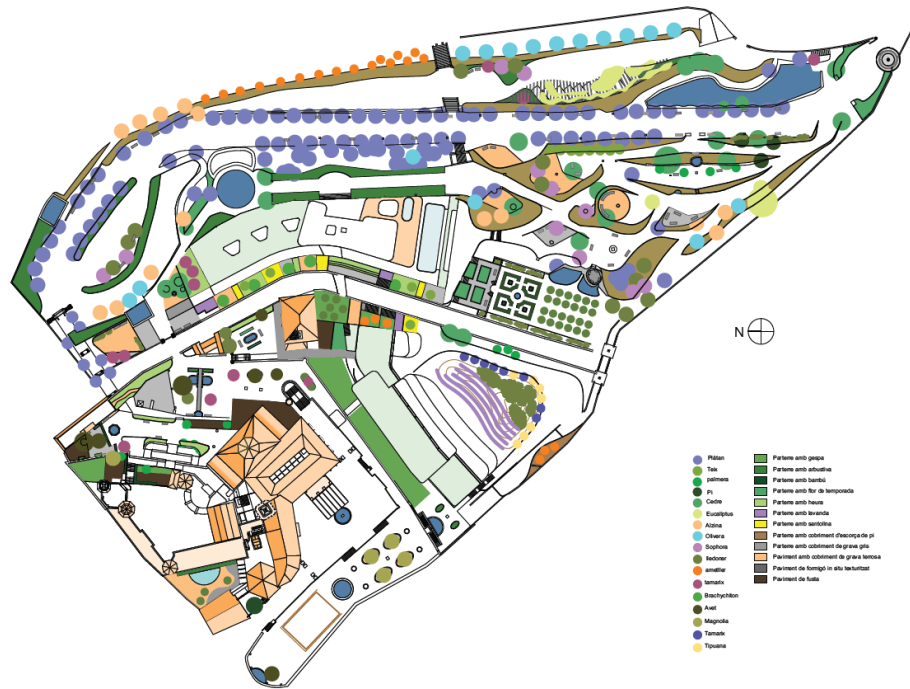 N
Plàtan
Teix
palmera
Pi
Cedre
Eucaliptus
Alzina
Olivera
Sophora
lledoner
ametller
tamarix
Brachychiton
Avet
Magnolia
Tamarix
Tipuana
Parterre amb gespa
Parterre amb arbustiva
Parterre amb bambú
Parterre amb flor de temporada
Parterre amb heura
Parterre amb lavanda
Parterre amb santolina
Parterre amb cobriment d'escorça de pi
Parterre amb cobriment de grava gris
Paviment amb cobriment de grava terrosa
Paviment de formigó in situ texturitzat
Paviment de fusta